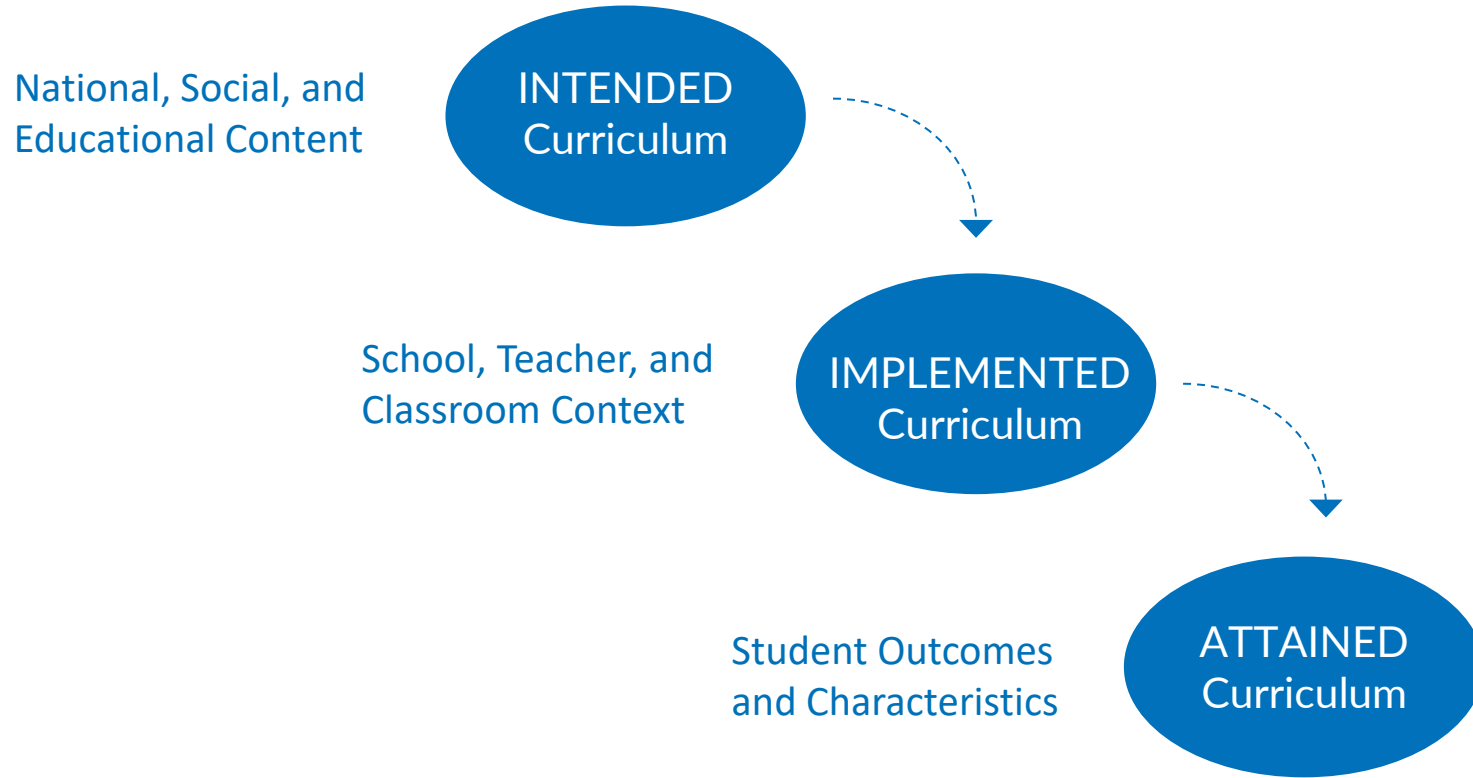 National, Social, and
Educational Content
INTENDED
Curriculum
School, Teacher, and
Classroom Context
IMPLEMENTED
Curriculum
Student Outcomes
and Characteristics
ATTAINED
Curriculum